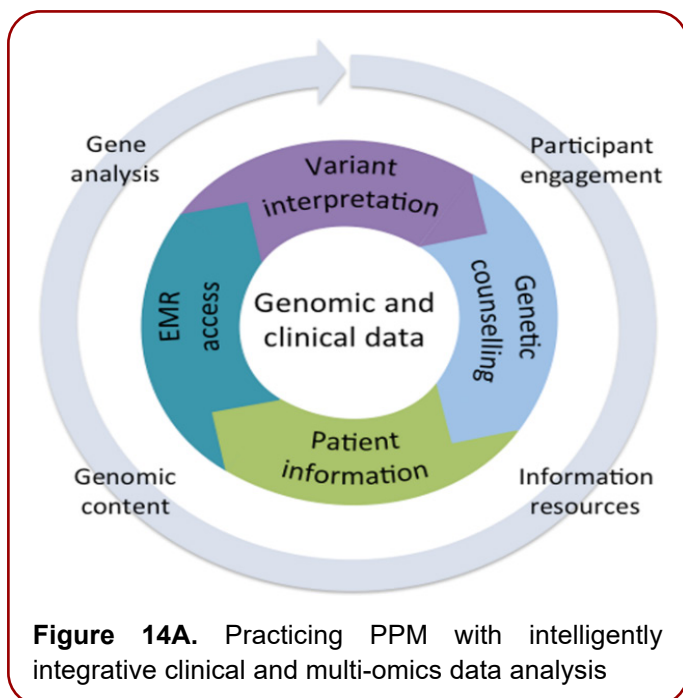 Gene
analysis
Participant
engagement
Variant
interpretation
EMR
access
Genomic and
clinical data
Genetic
counselling
Patient
information
Genomic
content
Information
resources
Figure 14A. Practicing PPM with intelligently
integrative clinical and multi-omics data analysis